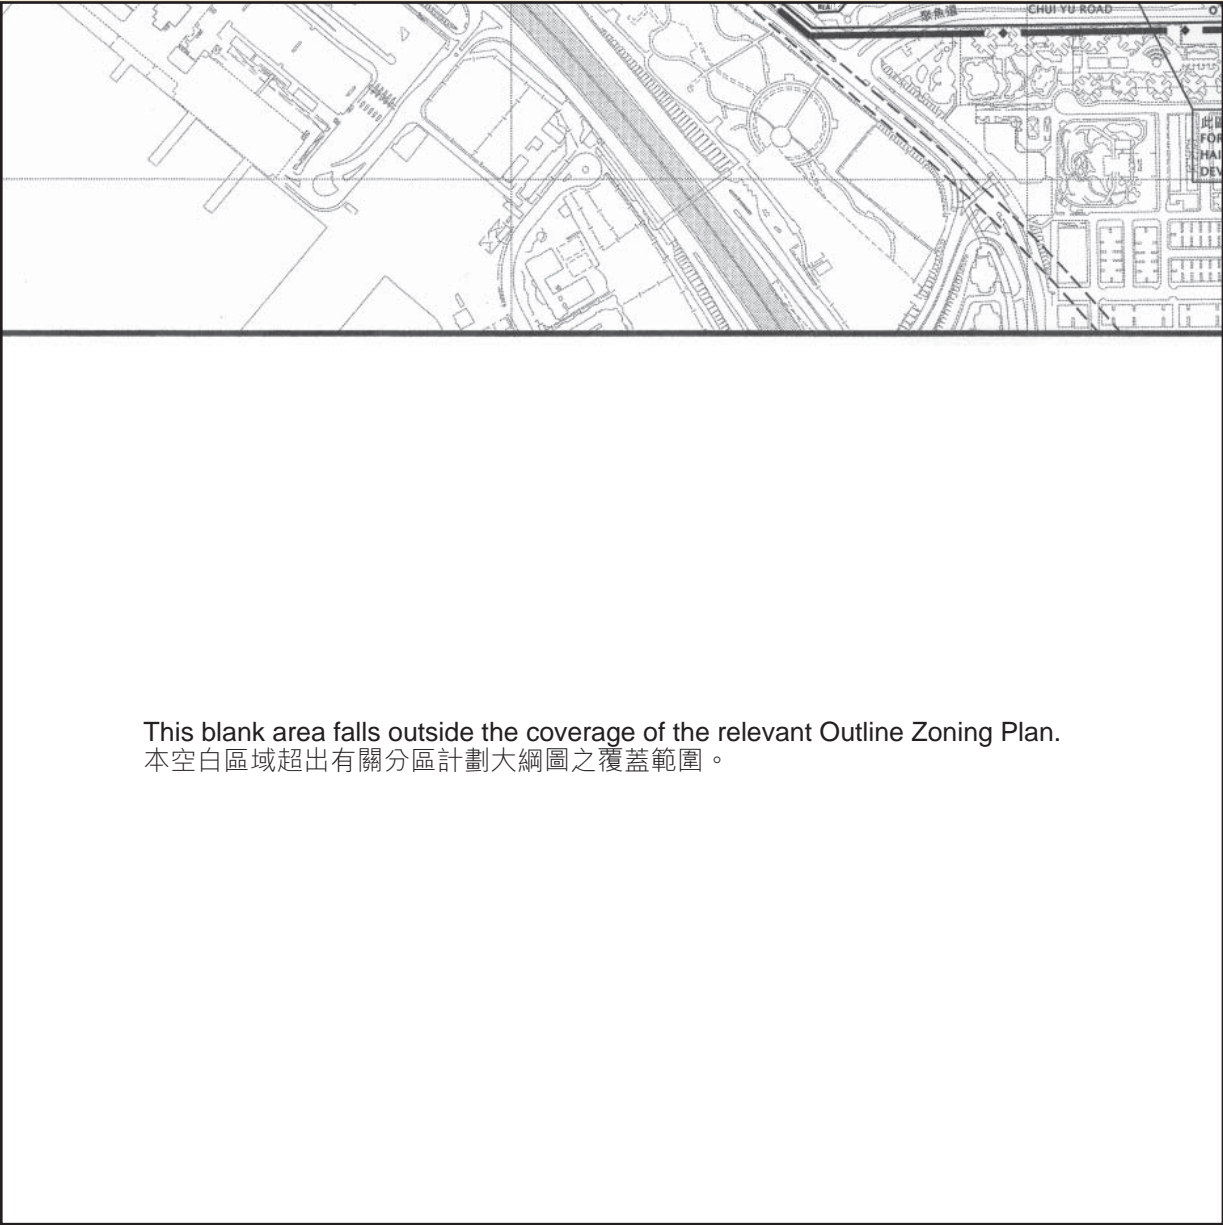 聚魚道
CHUI YU ROAD
此
FOR
HAI
DEV
This blank area falls outside the coverage of the relevant Outline Zoning Plan.
本空白區域超出有關分區計劃大綱圖之覆蓋範圍。